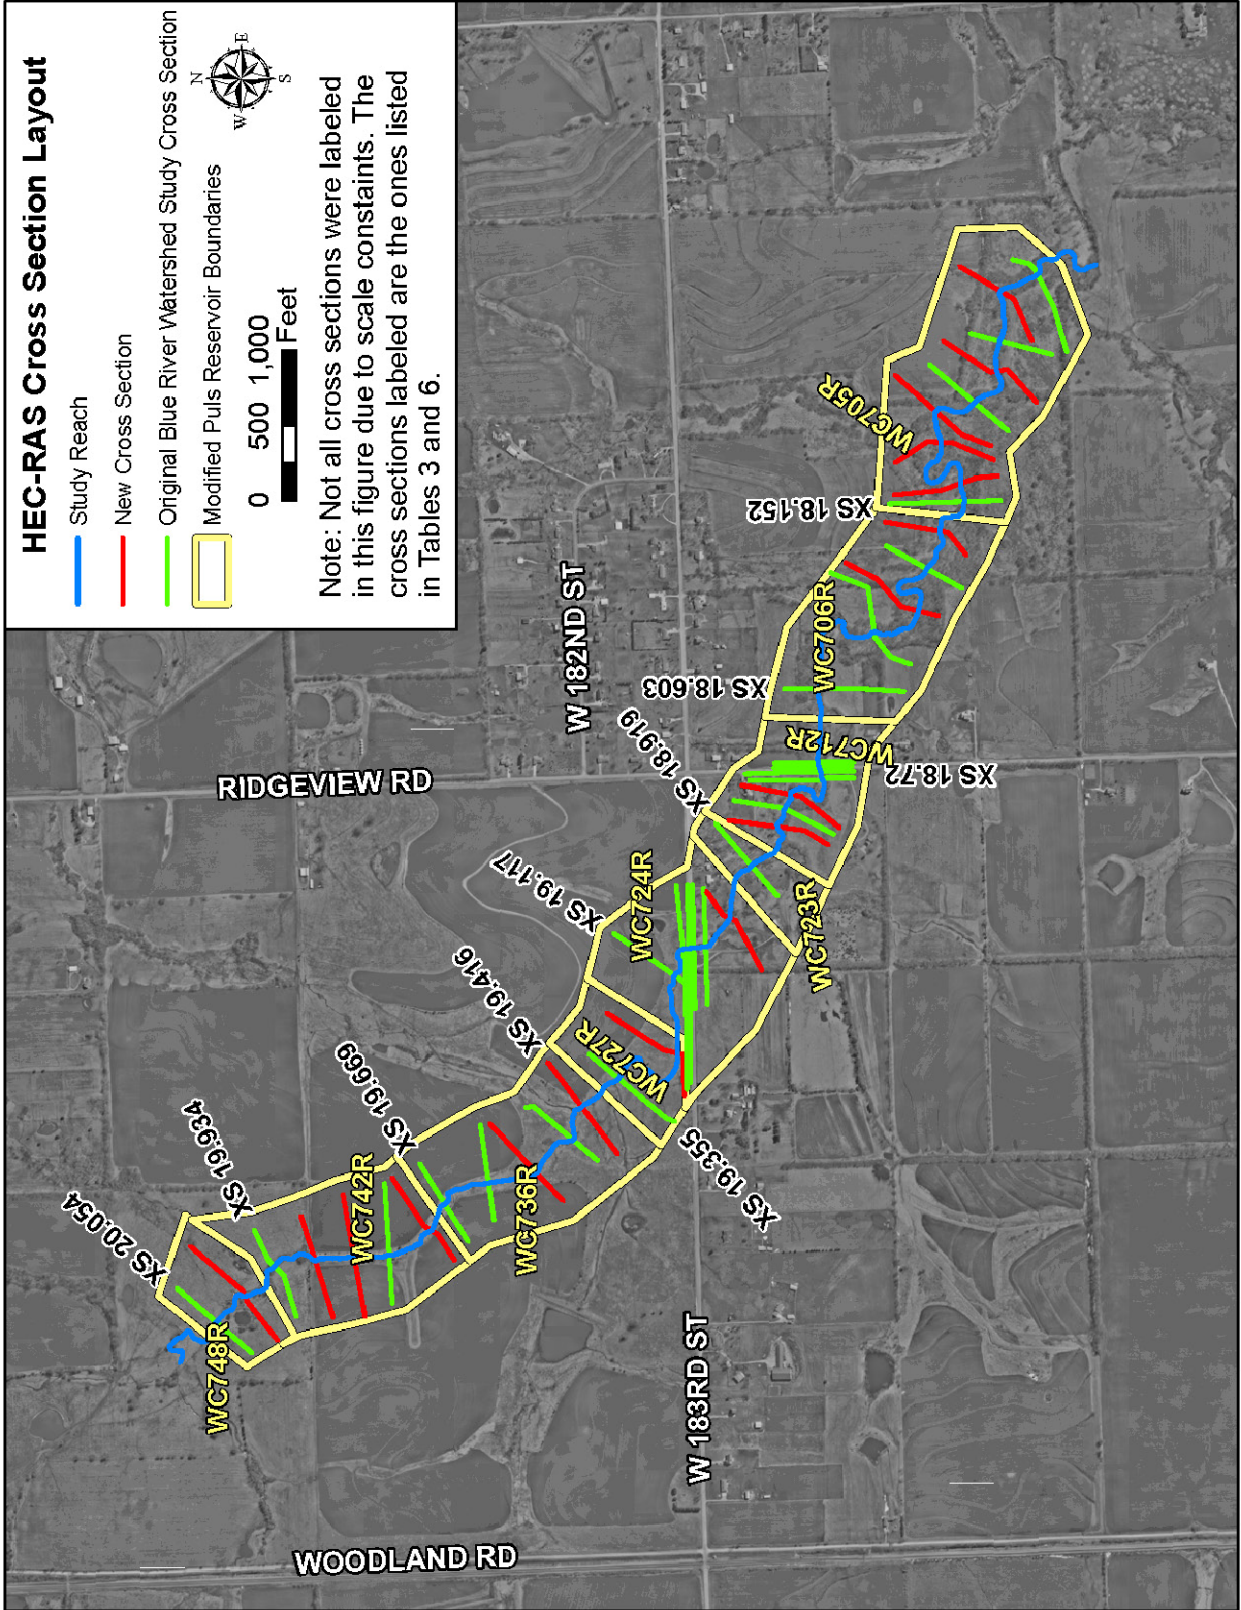 HEC-RAS Cross Section Layout
Study Reach
New Cross Section
Original Blue River Watershed Study Cross Section
Modified Puls Reservoir Boundaries
N
E
S
W
0 500 1,000
Feet
Note: Not all cross sections were labeled
in this figure due to scale constaints. The
cross sections labeled are the ones listed
in Tables 3 and 6.
WOODLAND RD
RIDGEVIEW RD
W 182ND ST
W 183RD ST
XS 20.054
XS 19.934
XS 19.669
XS 19.416
XS 19.355
XS 19.117
XS 18.919
XS 18.72
XS 18.603
XS 18.152
WC748R
WC742R
WC736R
WC727R
WC724R
WC723R
WC712R
WC706R
WC705R